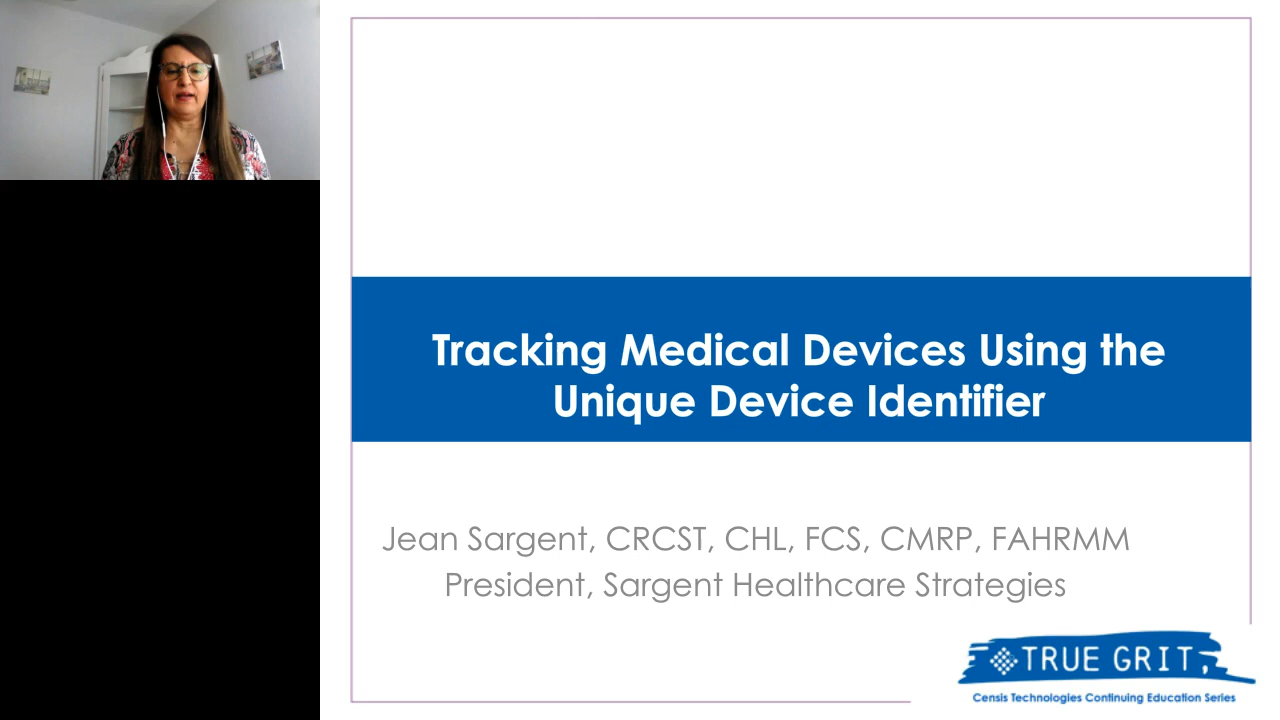 Tracking Medical Devices Using the
Unique Device Identifier
Jean Sargent, CRCST, CHL, FCS, CMRP, FAHRMM
President, Sargent Healthcare Strategies
TRUE GRIT
Censis Technologies Continuing Education Series